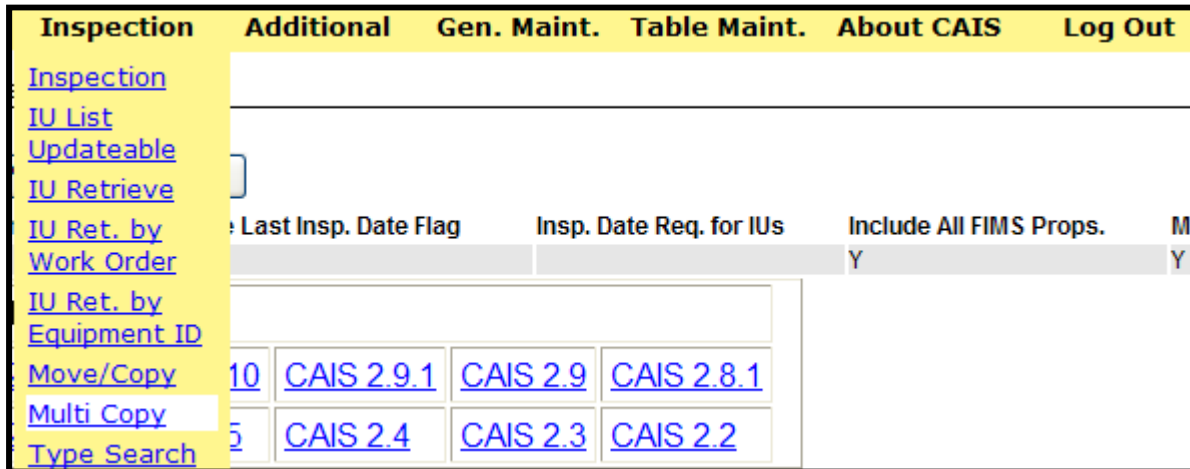 Inspection Additional Gen. Maint. Table Maint. About CAIS Log Out
Inspection
IU List
Updateable
IU Retrieve
IU Ret. by
Work Order
IU Ret. by
Equipment ID
Move/Copy
Multi Copy
Type Search
Last Insp. Date Flag Insp. Date Req. for IUs Include All FIMS Props.
Y Y
10 CAIS 2.9.1 CAIS 2.9 CAIS 2.8.1
5 CAIS 2.4 CAIS 2.3 CAIS 2.2